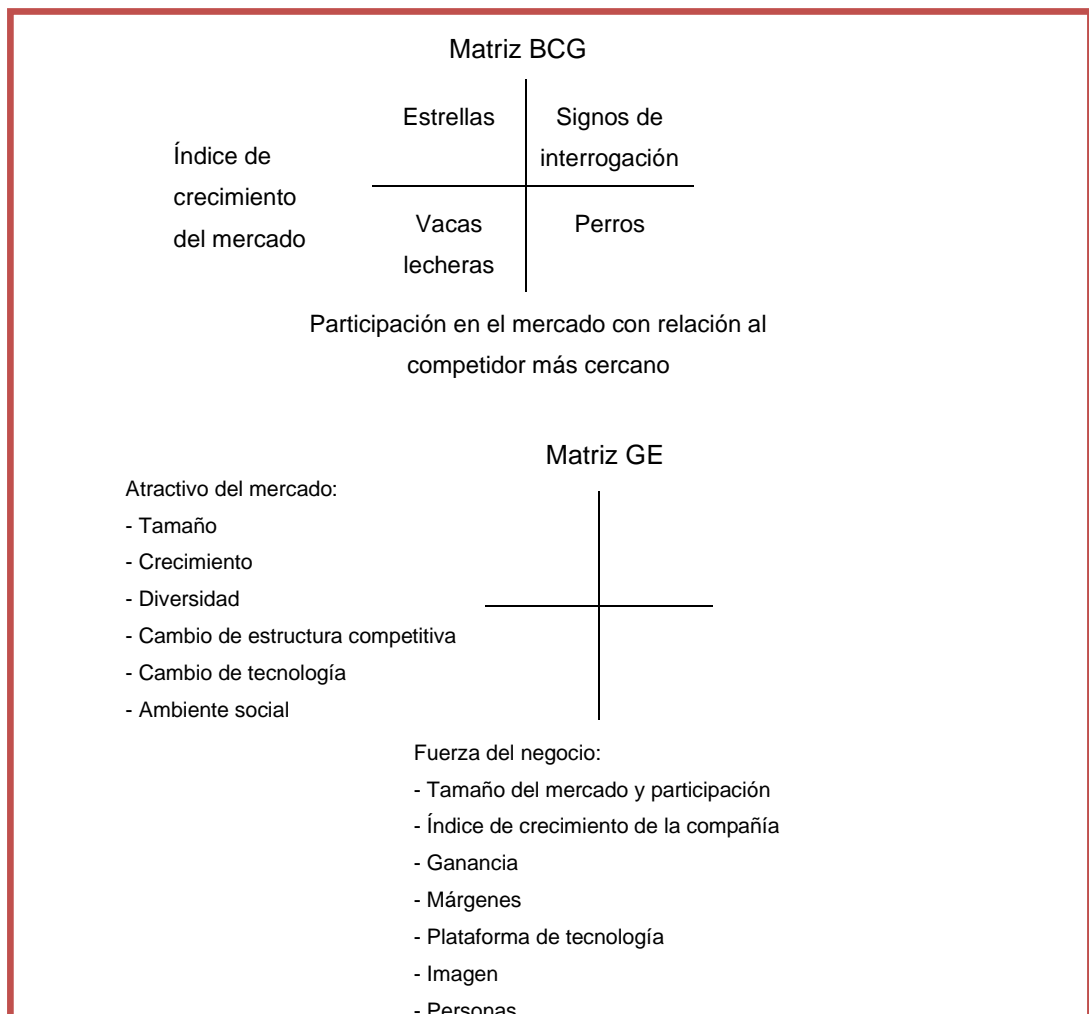 Matriz BCG
Estrellas
Signos de
interrogación
Índice de
crecimiento
del mercado
Vacas
lecheras
Perros
Participación en el mercado con relación al
competidor más cercano
Matriz GE
Atractivo del mercado:
- Tamaño
- Crecimiento
- Diversidad
- Cambio de estructura competitiva
- Cambio de tecnología
- Ambiente social
Fuerza del negocio:
- Tamaño del mercado y participación
- Índice de crecimiento de la compañía
- Ganancia
- Márgenes
- Plataforma de tecnología
- Imagen
- Personas